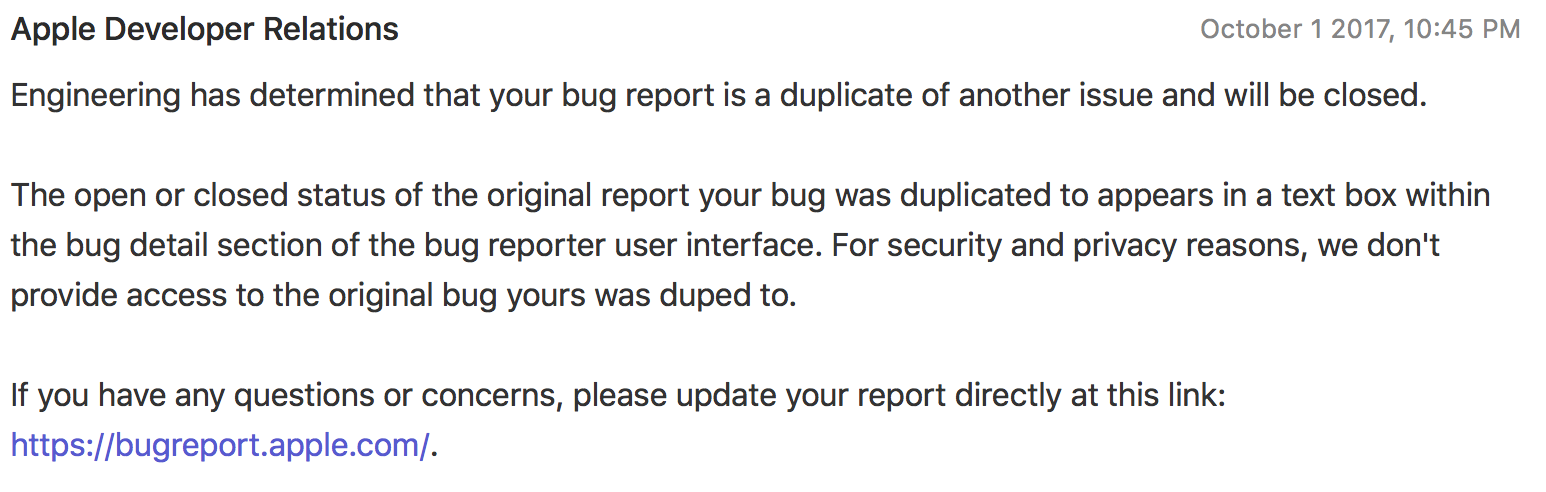 Apple Developer Relations October 1 2017, 10:45 PM
Engineering has determined that your bug report is a duplicate of another issue and will be closed.
The open or closed status of the original report your bug was duplicated to appears in a text box within
the bug detail section of the bug reporter user interface. For security and privacy reasons, we don't
provide access to the original bug yours was duped to.
If you have any questions or concerns, please update your report directly at this link:
https://bugreport.apple.com/.